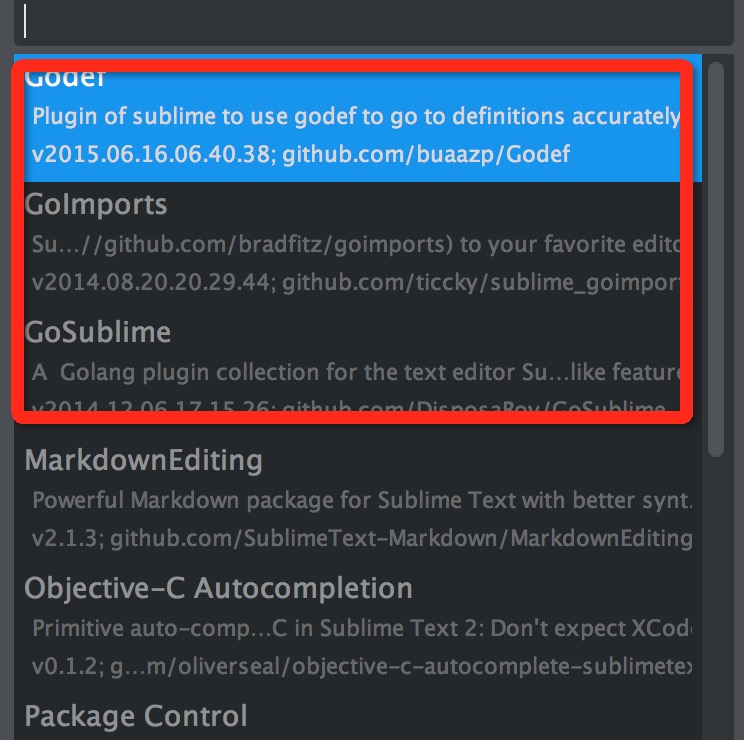 Godef
Plugin of sublime to use godef to go to definitions accurately
v2015.06.16.06.40.38; github.com/buaazp/Godef
GoImports
Su...//github.com/bradfitz/goimports) to your favorite edito
v2014.08.20.20.29.44; github.com/ticcky/sublime_goimport
GoSublime
A Golang plugin collection for the text editor Su...like feature
v2014.12.06.17.15.26; github.com/DisposaBoy/GoSublime
MarkdownEditing
Powerful Markdown package for Sublime Text with better synt.
v2.1.3; github.com/SublimeText-Markdown/MarkdownEditing
Objective-C Autocompletion
Primitive auto-comp...C in Sublime Text 2: Don't expect XCod
v0.1.2; g...m/oliverseal/objective-c-autocomplete-sublimetex
Package Control